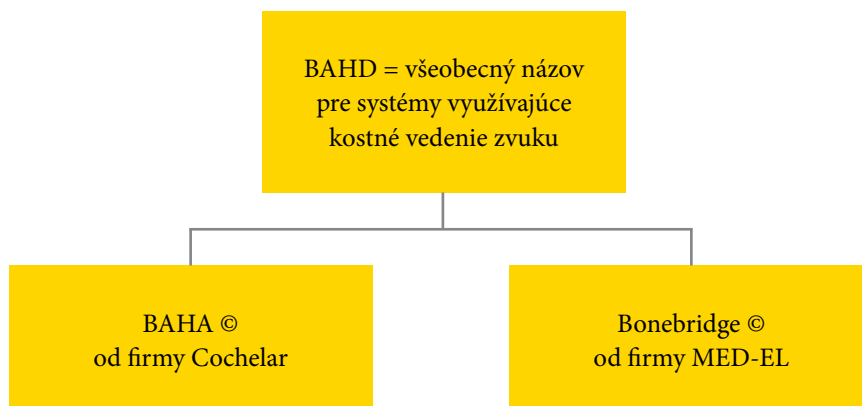 BAHD = všeobecný názov
pre systémy využívajúce
kostné vedenie zvuku
BAHA ©
od firmy Cochelar
Bonebridge ©
od firmy MED-EL